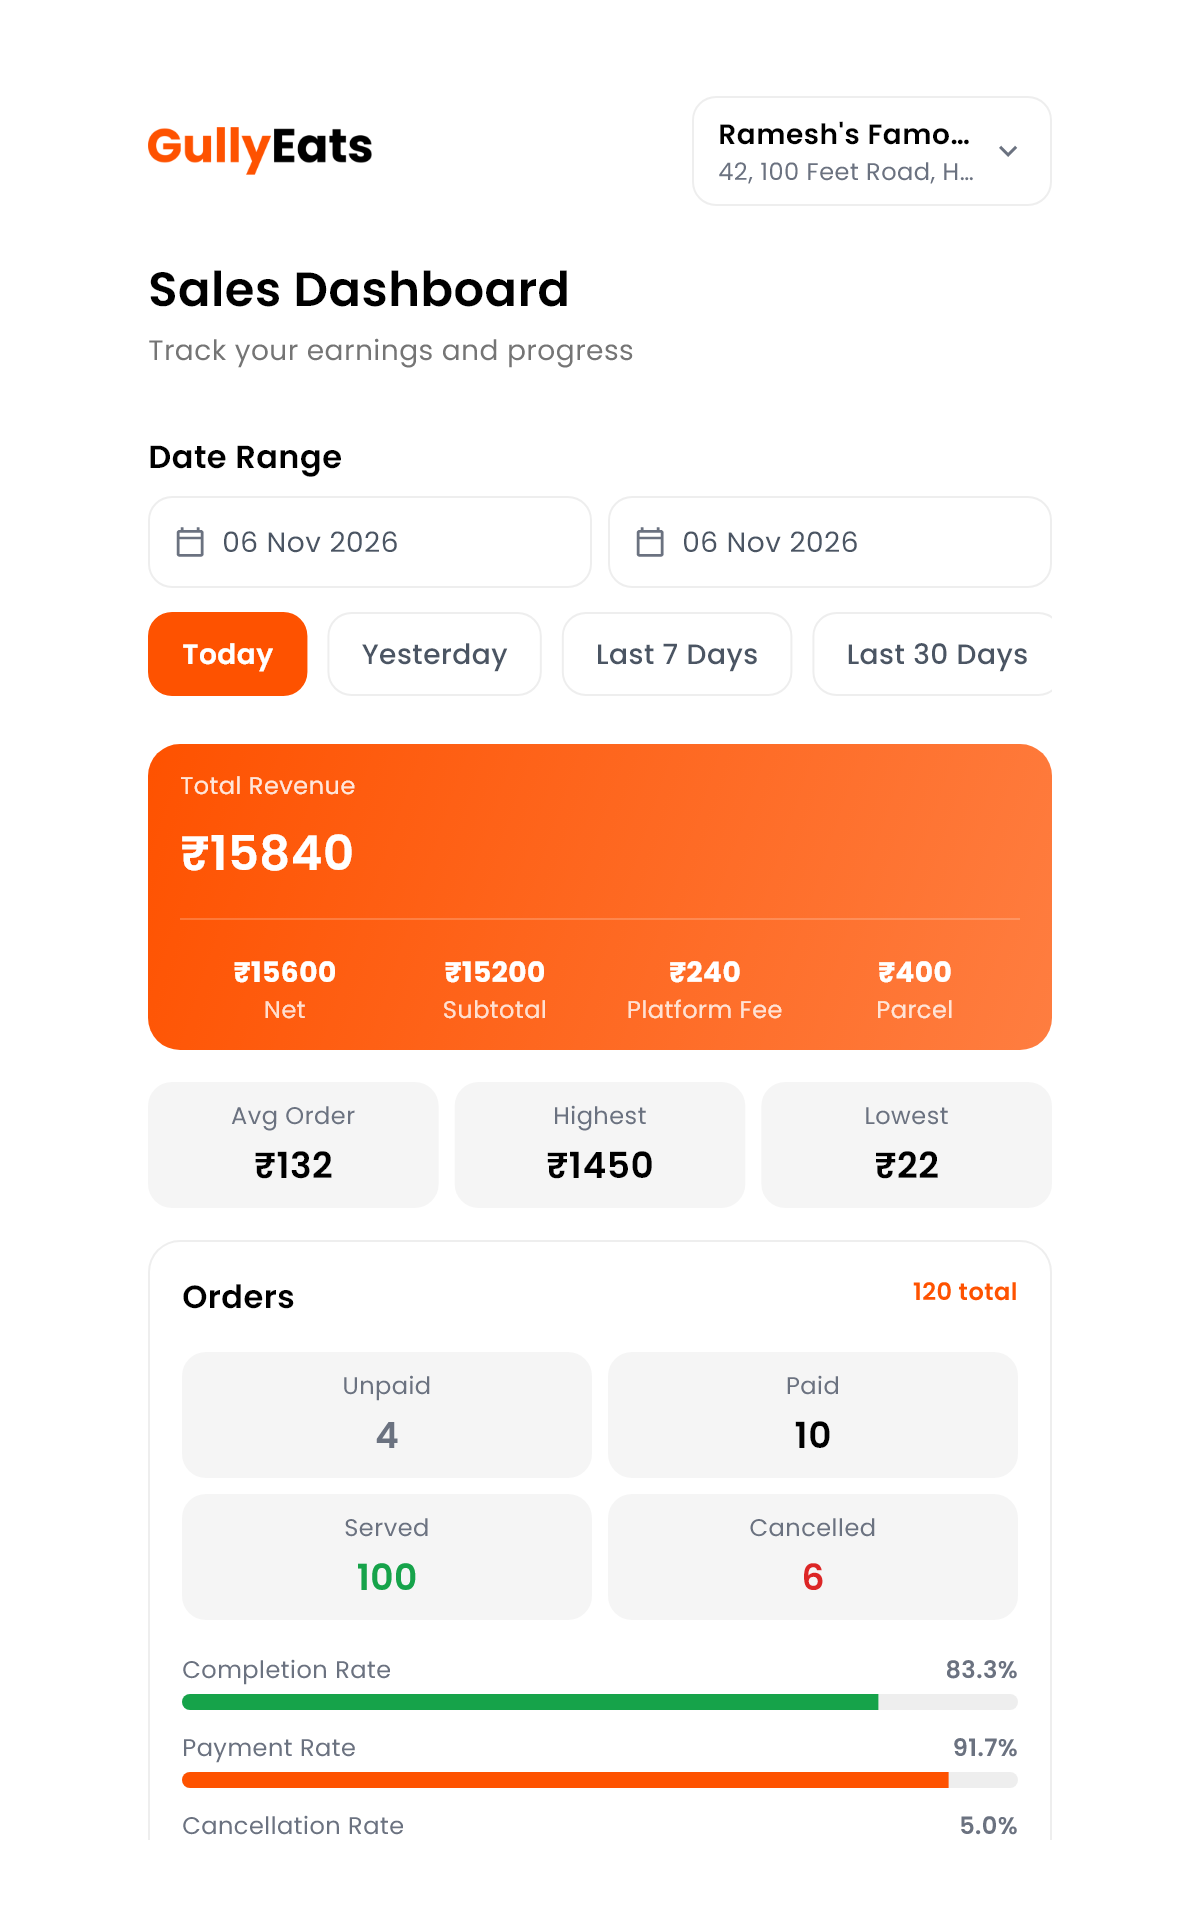 GullyEats
Ramesh's Famo...
42, 100 Feet Road, H...
Sales Dashboard
Track your earnings and progress
Date Range
06 Nov 2026
06 Nov 2026
Today
Yesterday
Last 7 Days
Last 30 Days
Total Revenue
₹15840
₹15600
Net
₹15200
Subtotal
₹240
Platform Fee
₹400
Parcel
Avg Order
₹132
Highest
₹1450
Lowest
₹22
Orders
120 total
Unpaid
4
Paid
10
Served
100
Cancelled
6
Completion Rate
83.3%
Payment Rate
91.7%
Cancellation Rate
5.0%